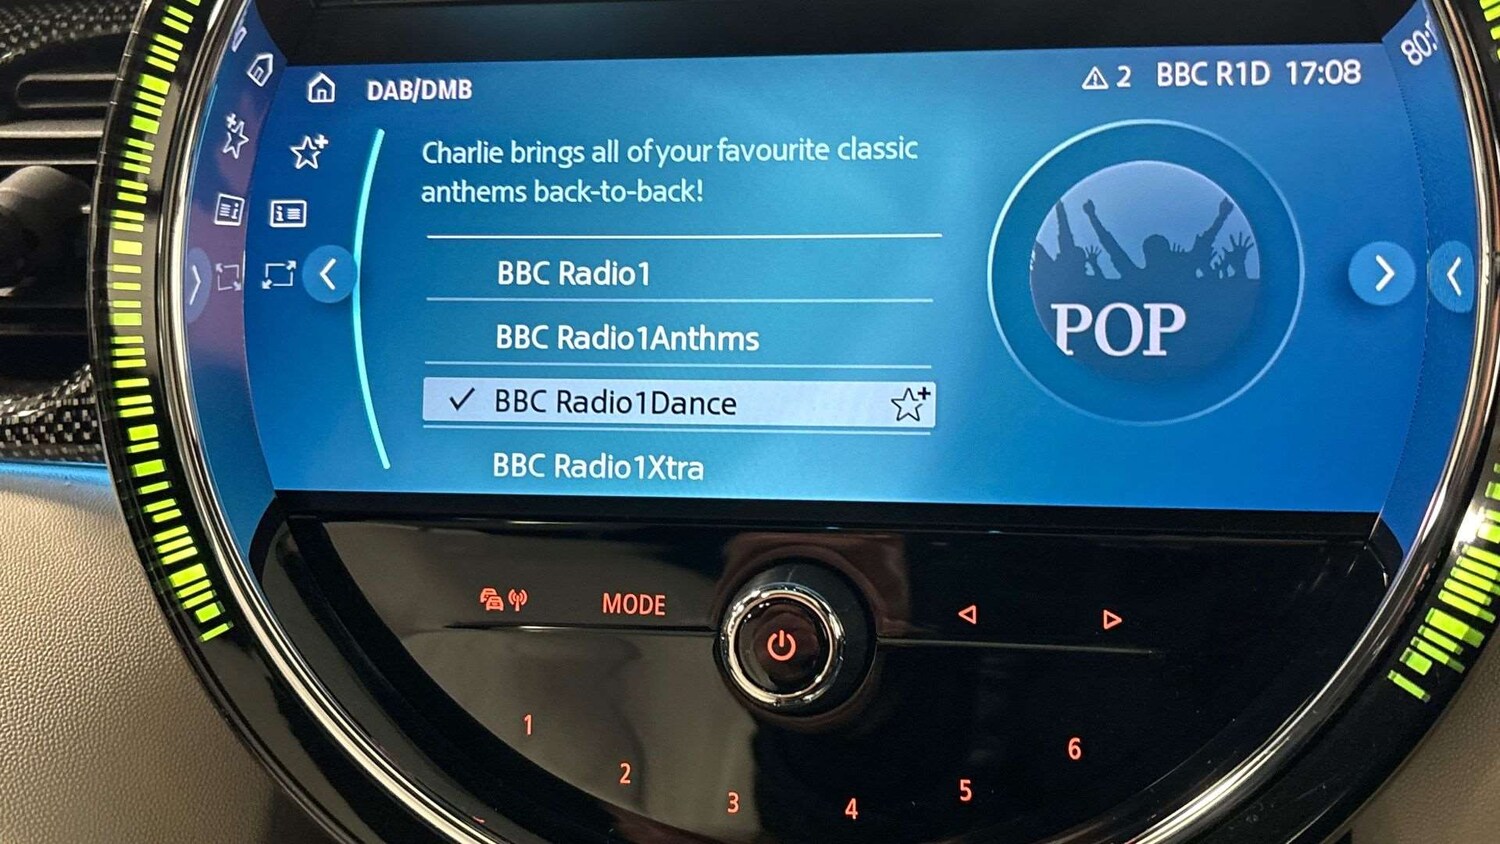 DAB/DMB
2 BBC R1D 17:08
Charlie brings all of your favourite classic
anthems back-to-back!
BBC Radio1
BBC Radio1Anthms
BBC Radio1Dance
BBC Radio1Xtra
POP
MODE
1
2
3
4
5
6